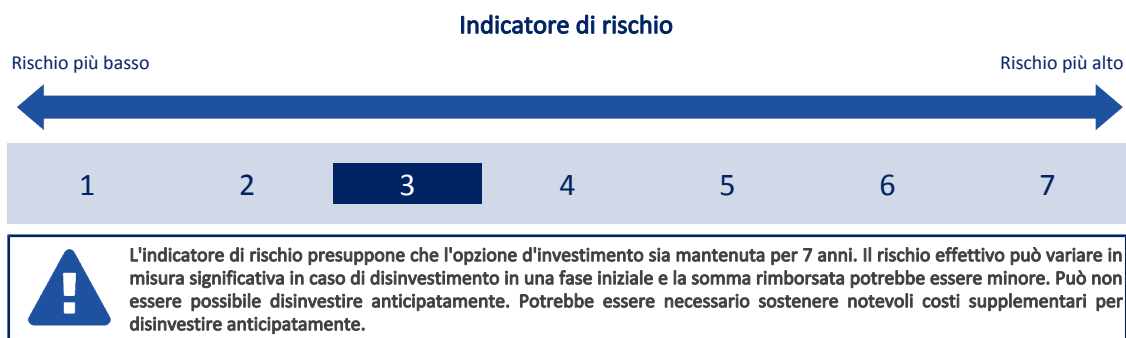 Indicatore di rischio
Rischio più basso
Rischio più alto
1 2 3 4 5 6 7
L'indicatore di rischio presuppone che l'opzione d'investimento sia mantenuta per 7 anni. Il rischio effettivo può variare in
misura significativa in caso di disinvestimento in una fase iniziale e la somma rimborsata potrebbe essere minore. Può non
essere possibile disinvestire anticipatamente. Potrebbe essere necessario sostenere notevoli costi supplementari per
disinvestire anticipatamente.